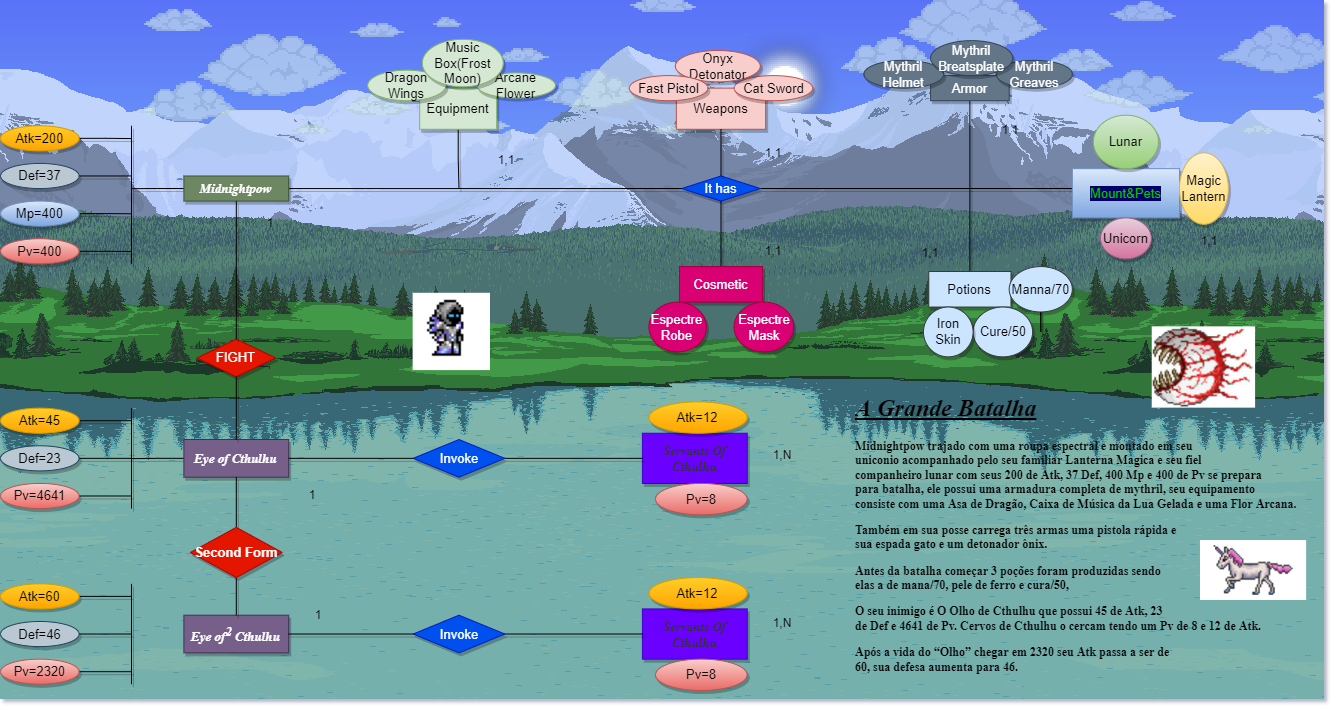 Music
Box(Frost
Moon)
Dragon
Wings
Arcane
Flower
Equipment
Onyx
Detonator
Fast Pistol
Cat Sword
Weapons
Mythril
Breatsplate
Mythril
Helmet
Mythril
Greaves
Armor
1,1
1,1
1,1
Atk=200
Def=37
Mp=400
Pv=400
Midnightpow
It has
Lunar
Mount&Pets
Magic
Lantern
Unicorn
1,1
1,1
1,1
Cosmetic
Espectre
Robe
Espectre
Mask
Potions
Manna/70
Iron
Skin
Cure/50
FIGHT
Atk=45
Def=23
Pv=4641
Eye of Cthulhu
Invoke
Atk=12
Servants Of
Cthulhu
Pv=8
1,N
1
Second Form
Atk=60
Def=46
Pv=2320
Eye of² Cthulhu
1
Invoke
Atk=12
Servants Of
Cthulhu
Pv=8
1,N
A Grande Batalha
Midnightpow trajado com uma roupa espectral e montado em seu
uniconio acompanhado pelo seu familiar Lanterna Magica e seu fiel
companheiro lunar com seus 200 de Atk, 37 Def, 400 Mp e 400 de Pv se prepara
para batalha, ele possui uma armadura completa de mythril, seu equipamento
consiste com uma Asa de Dragão, Caixa de Música da Lua Gelada e uma Flor Arcana.
Também em sua posse carrega três armas uma pistola rápida e
sua espada gato e um detonador ônix.
Antes da batalha começar 3 poções foram produzidas sendo
elas a de mana/70, pele de ferro e cura/50,
O seu inimigo é O Olho de Cthulhu que possui 45 de Atk, 23
de Def e 4641 de Pv. Cervos de Cthulhu o cercam tendo um Pv de 8 e 12 de Atk.
Após a vida do “Olho” chegar em 2320 seu Atk passa a ser de
60, sua defesa aumenta para 46.